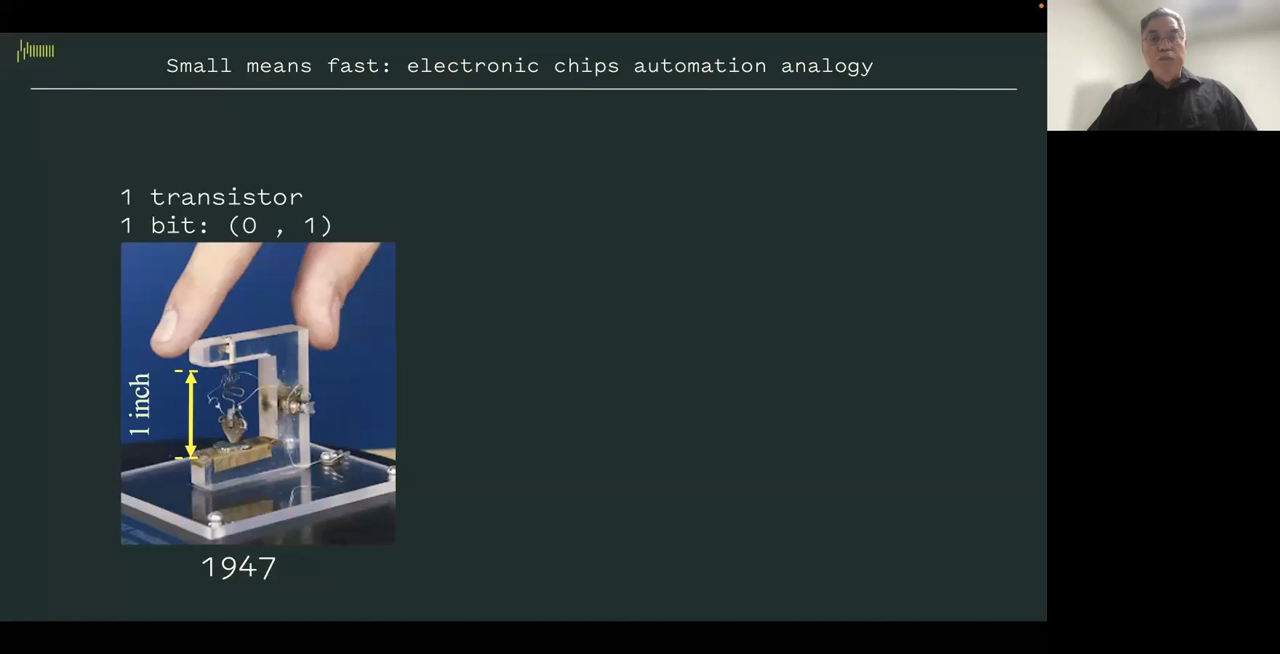 Small means fast: electronic chips automation analogy
1 transistor
1 bit: (0 , 1)
1 inch
1947